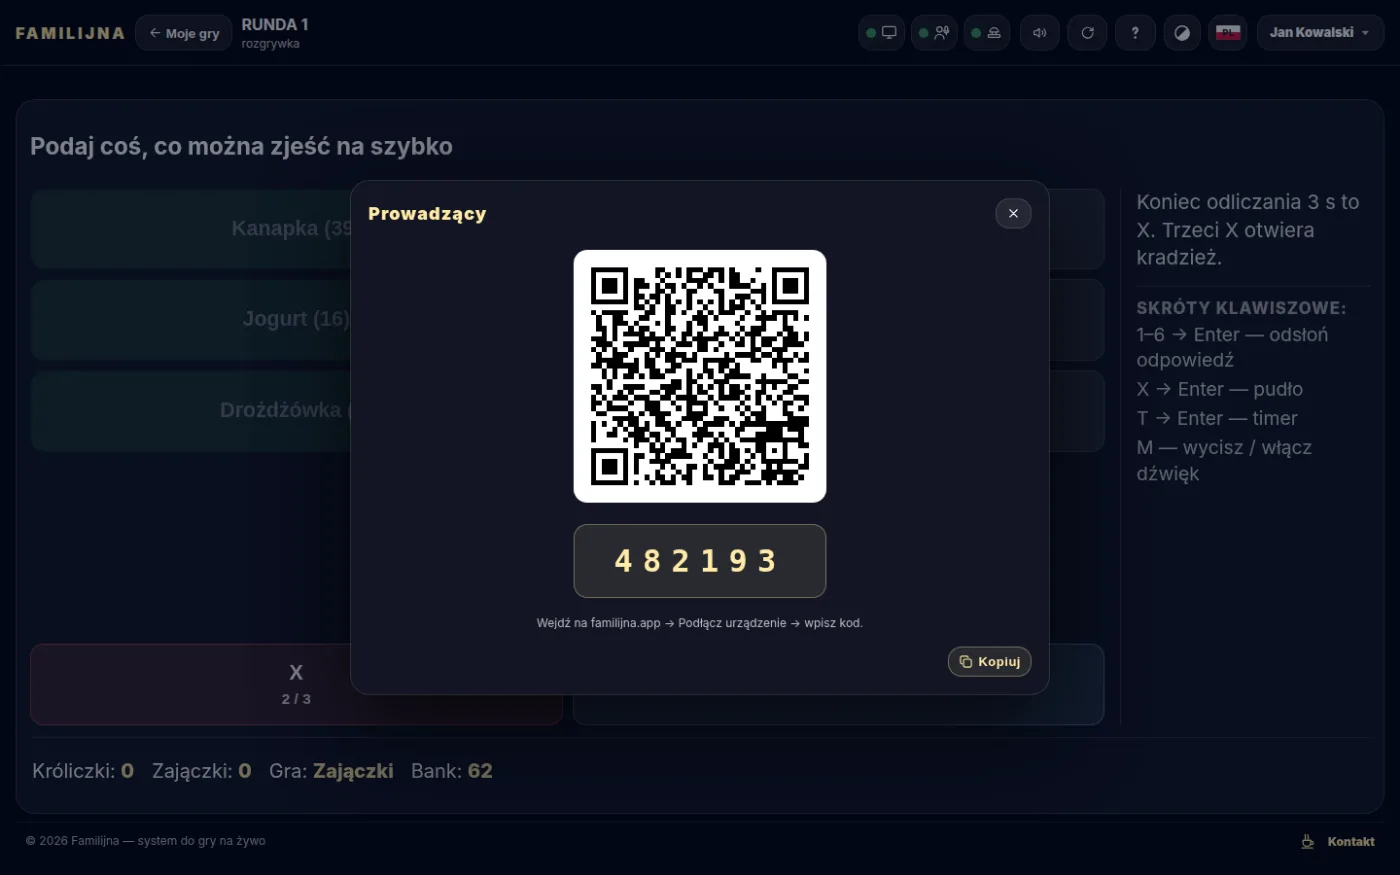 FAMILIJNA
← Moje gry
RUNDA 1
rozgrywka
?
PL
Jan Kowalski
Podaj coś, co można zjeść na szybko
Kanapka (39
Jogurt (16)
Drożdżówka (
Prowadzący
482193
Wejdź na familijna.app → Podłącz urządzenie → wpisz kod.
Kopiuj
Koniec odliczania 3 s to
X. Trzeci X otwiera
kradzież.
SKRÓTY KLAWISZOWE:
1–6 → Enter — odsłoń
odpowiedź
X → Enter — pudło
T → Enter — timer
M — wycisz / włącz
dźwięk
X
2 / 3
Króliczki: 0 Zajączki: 0 Gra: Zajączki Bank: 62
© 2026 Familijna — system do gry na żywo
Kontakt